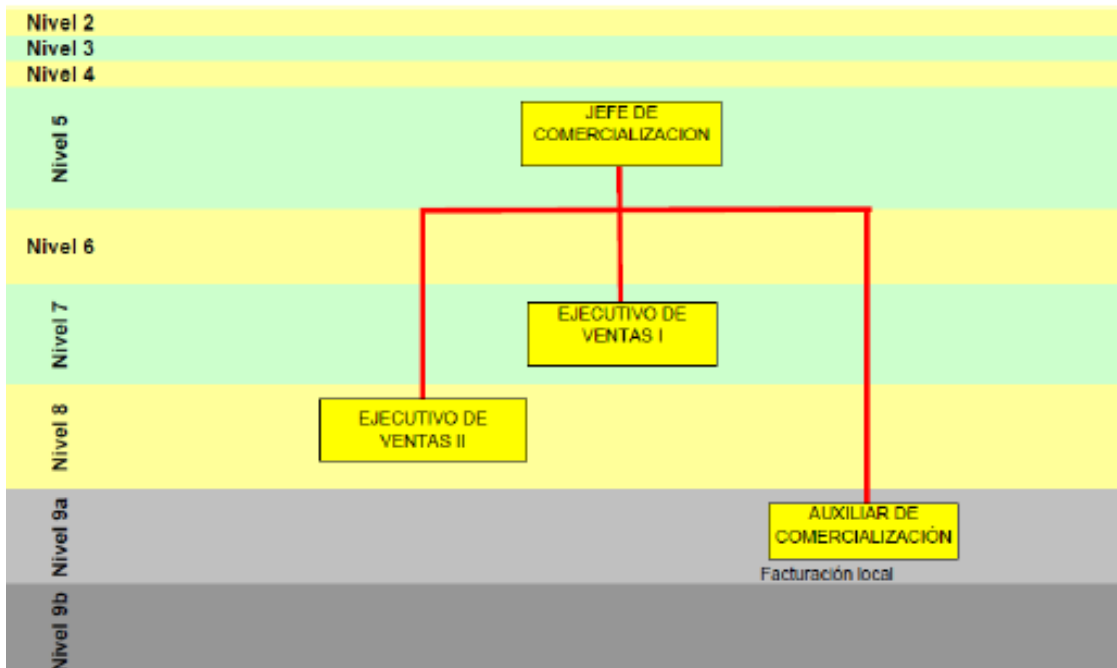 Nivel 2
Nivel 3
Nivel 4
Nivel 5
JEFE DE
COMERCIALIZACION
Nivel 6
Nivel 7
EJECUTIVO DE
VENTAS I
Nivel 8
EJECUTIVO DE
VENTAS II
Nivel 9a
AUXILIAR DE
COMERCIALIZACIÓN
Facturación local
Nivel 9b